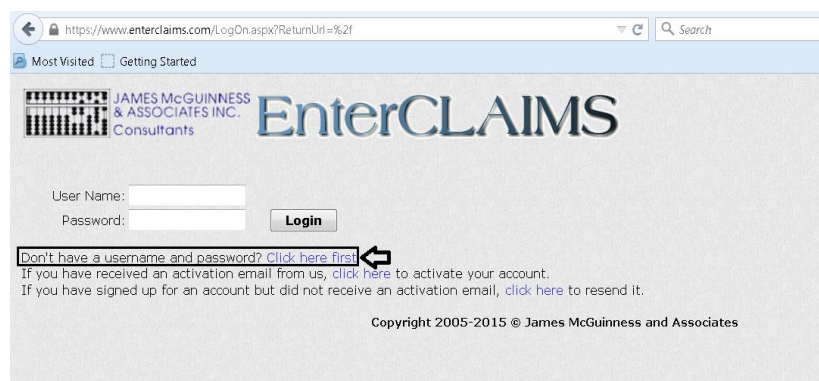 https://www.enterclaims.com/LogOn.aspx?ReturnUrl=%2f
Search
Most Visited Getting Started
JAMES McGUINNESS
& ASSOCIATES INC.
Consultants
EnterCLAIMS
User Name:
Password:
Login
Don't have a username and password? Click here first
If you have received an activation email from us, click here to activate your account.
If you have signed up for an account but did not receive an activation email, click here to resend it.
Copyright 2005-2015 © James McGuinness and Associates